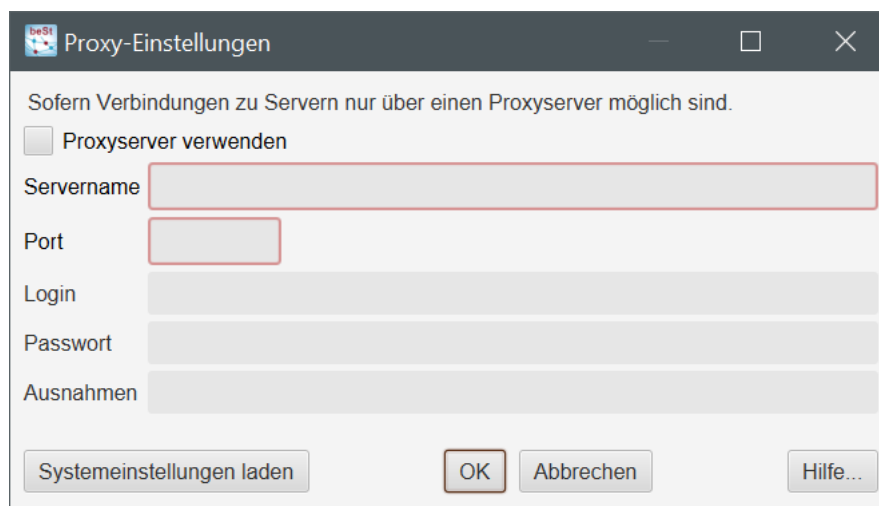 beSt
Proxy-Einstellungen
Sofern Verbindungen zu Servern nur über einen Proxyserver möglich sind.
Proxyserver verwenden
Servername
Port
Login
Passwort
Ausnahmen
Systemeinstellungen laden OK Abbrechen Hilfe...